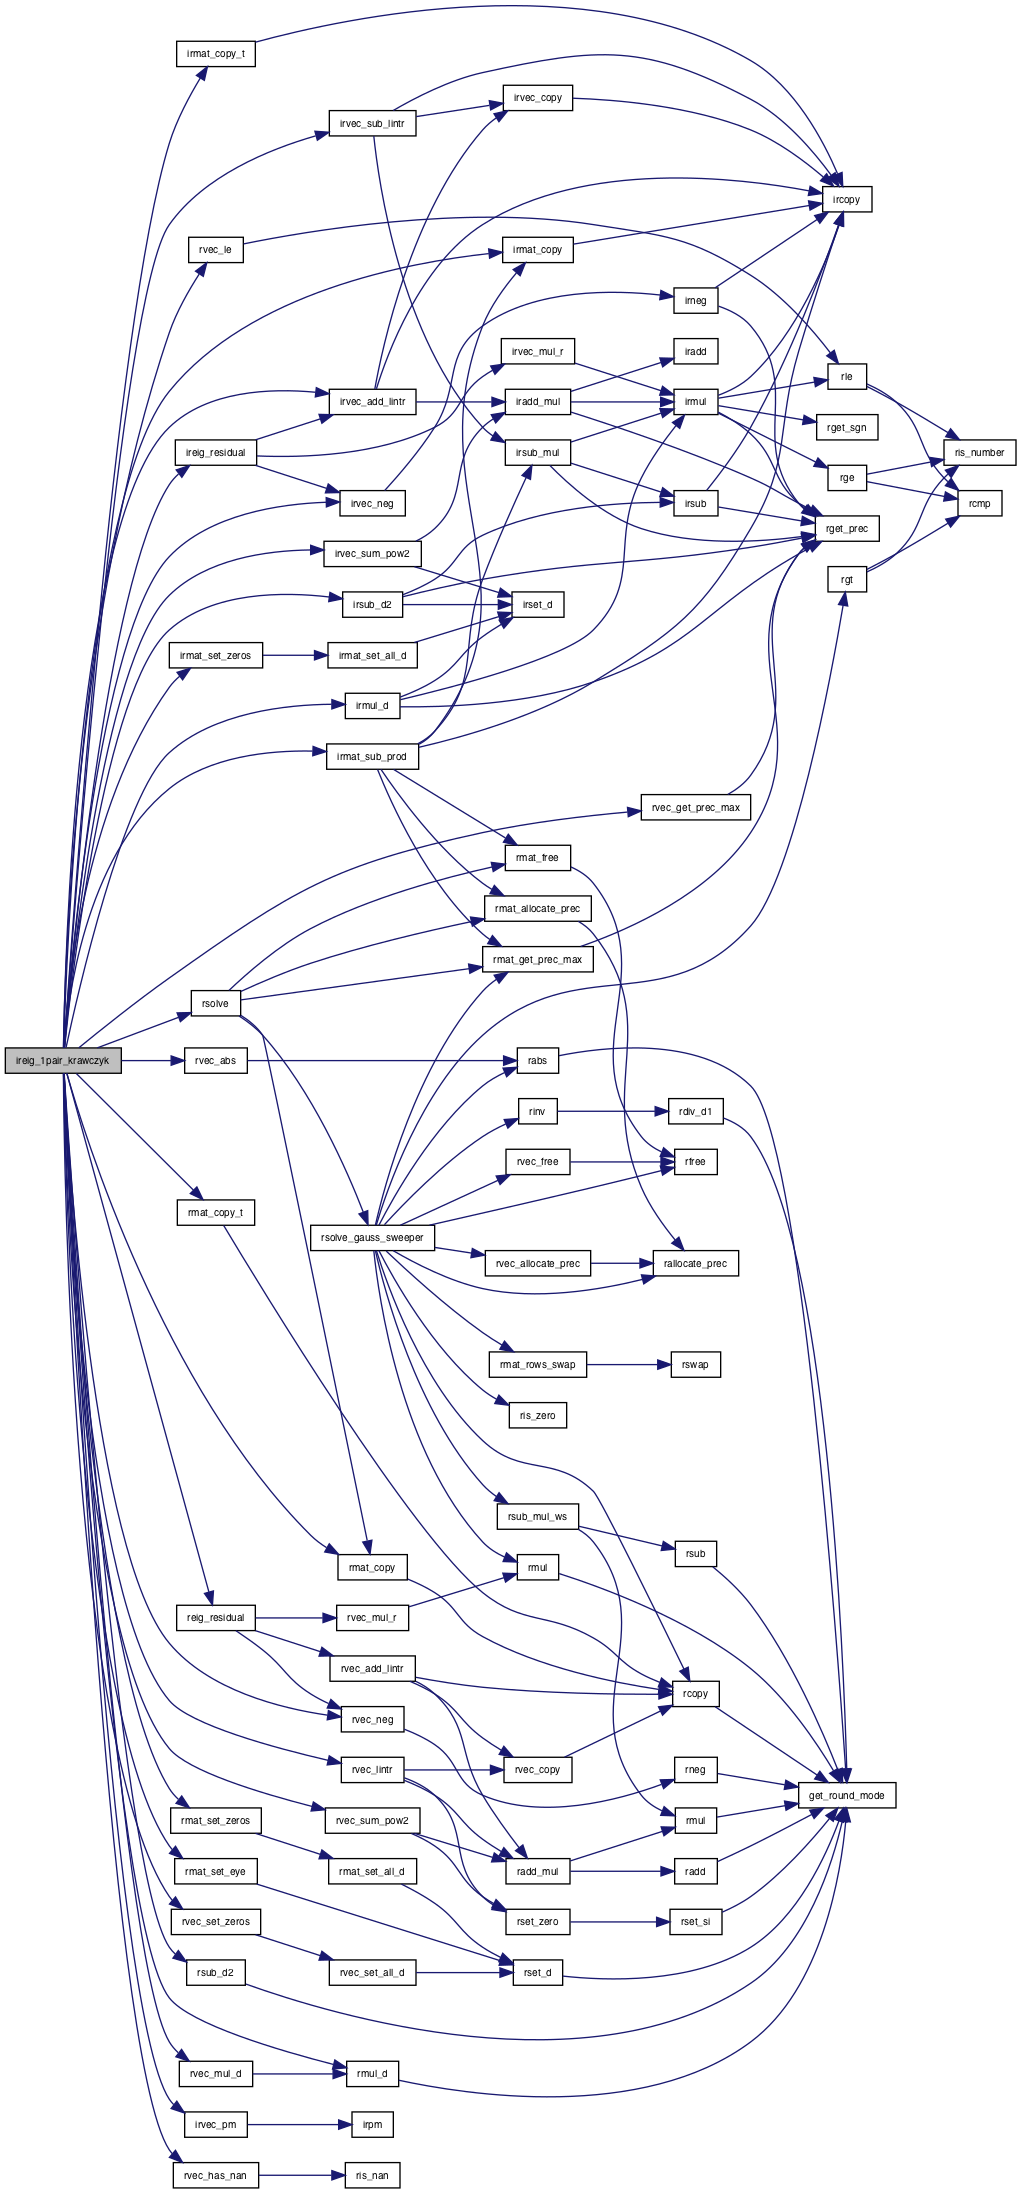 irmat_copy_t
irvec_copy
irvec_sub_lintr
ircopy
rvec_le
irmat_copy
irneg
irvec_mul_r
iradd
rle
irvec_add_lintr
iradd_mul
irmul
rget_sgn
ireig_residual
irsub_mul
ris_number
rge
irvec_neg
irsub
rcmp
rget_prec
irvec_sum_pow2
rgt
irsub_d2
irset_d
irmat_set_zeros
irmat_set_all_d
irmul_d
irmat_sub_prod
rvec_get_prec_max
rmat_free
rmat_allocate_prec
rmat_get_prec_max
rsolve
ireig_1pair_krawczyk
rvec_abs
rabs
rinv
rdiv_d1
rvec_free
rfree
rmat_copy_t
rsolve_gauss_sweeper
rvec_allocate_prec
rallocate_prec
rmat_rows_swap
rswap
ris_zero
rsub_mul_ws
rsub
rmat_copy
rmul
reig_residual
rvec_mul_r
rvec_add_lintr
rcopy
rvec_neg
rvec_lintr
rvec_copy
rneg
get_round_mode
rmat_set_zeros
rvec_sum_pow2
rmul
rmat_set_eye
rmat_set_all_d
radd_mul
radd
rvec_set_zeros
rset_zero
rset_si
rsub_d2
rvec_set_all_d
rset_d
rvec_mul_d
rmul_d
irvec_pm
irpm
rvec_has_nan
ris_nan